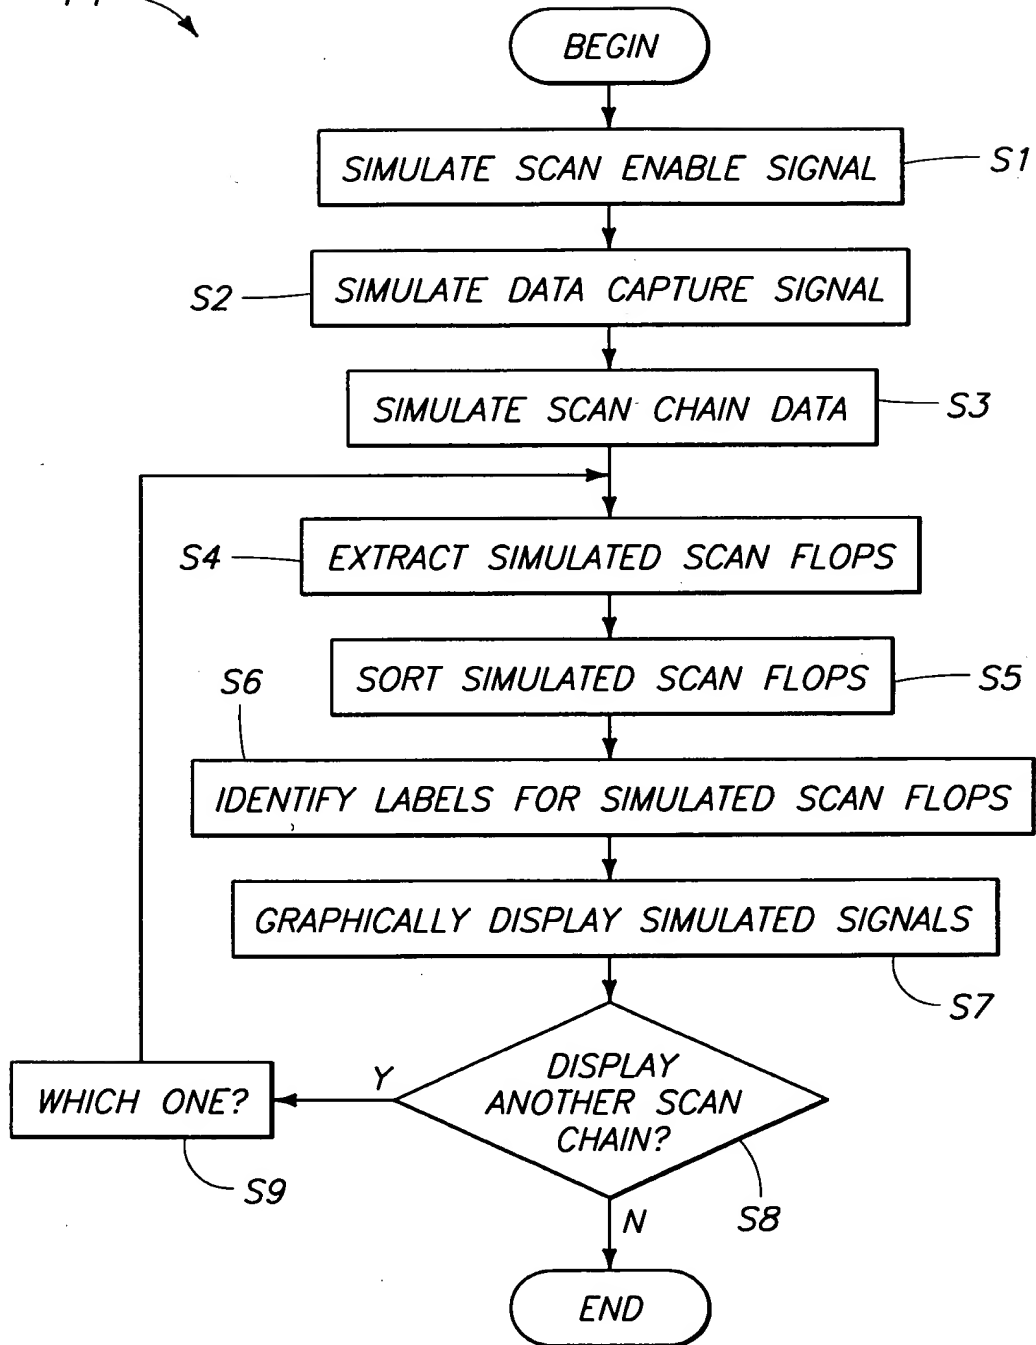 BEGIN
SIMULATE SCAN ENABLE SIGNAL
S1
SIMULATE DATA CAPTURE SIGNAL
S2
SIMULATE SCAN CHAIN DATA
S3
EXTRACT SIMULATED SCAN FLOPS
S4
SORT SIMULATED SCAN FLOPS
S5
S6
IDENTIFY LABELS FOR SIMULATED SCAN FLOPS
GRAPHICALLY DISPLAY SIMULATED SIGNALS
S7
DISPLAY
ANOTHER SCAN
CHAIN?
Y
WHICH ONE?
S9
S8
N
END